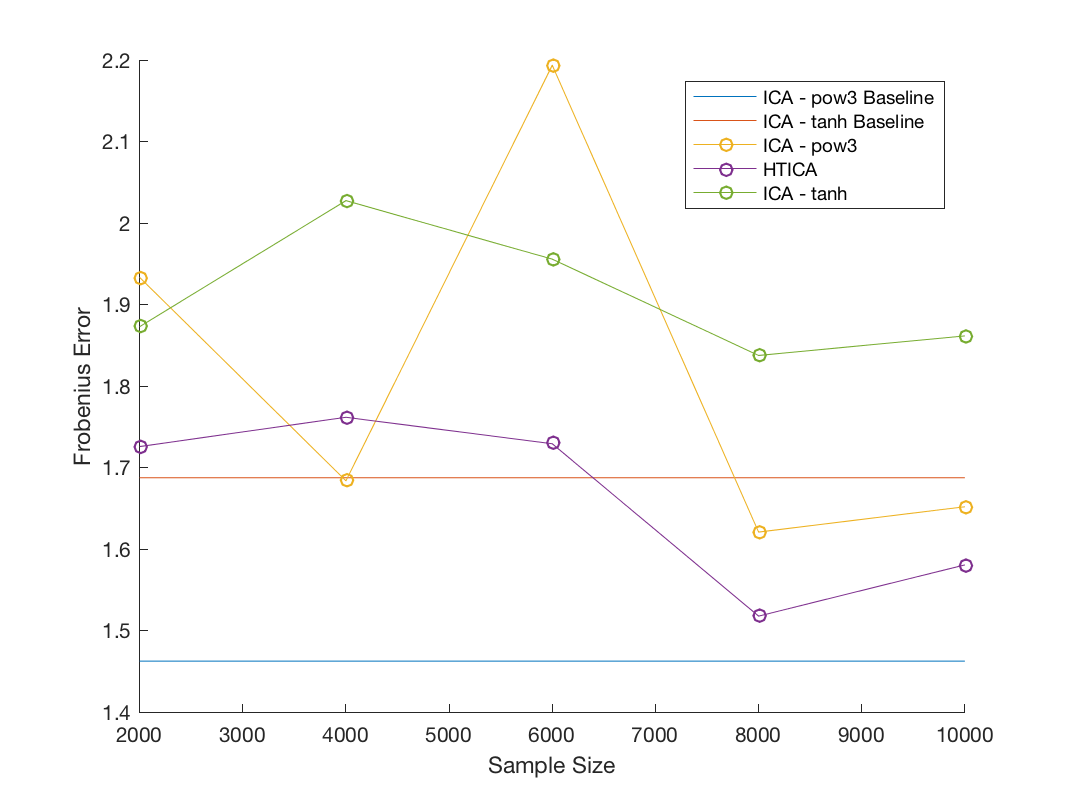 2.2
2.1
2
1.9
1.8
1.7
1.6
1.5
1.4
Frobenius Error
ICA - pow3 Baseline
ICA - tanh Baseline
ICA - pow3
HTICA
ICA - tanh
2000 3000 4000 5000 6000 7000 8000 9000 10000
Sample Size